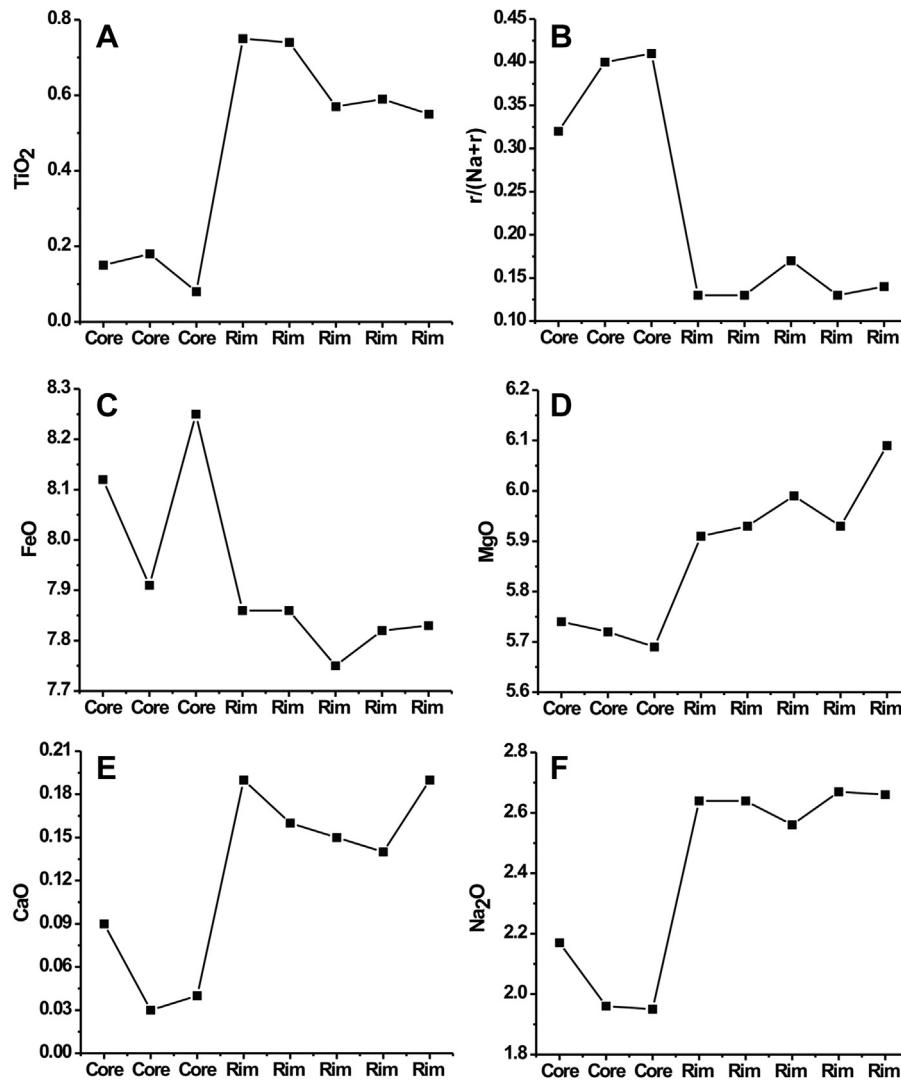 A
TiO2
0.8
0.6
0.4
0.2
0.0
Core Core Core Rim Rim Rim Rim Rim
B
r/(Na+r)
0.45
0.40
0.35
0.30
0.25
0.20
0.15
0.10
Core Core Core Rim Rim Rim Rim Rim
C
FeO
8.3
8.2
8.1
8.0
7.9
7.8
7.7
Core Core Core Rim Rim Rim Rim Rim
D
MgO
6.2
6.1
6.0
5.9
5.8
5.7
5.6
Core Core Core Rim Rim Rim Rim Rim
E
CaO
0.21
0.18
0.15
0.12
0.09
0.06
0.03
0.00
Core Core Core Rim Rim Rim Rim Rim
F
Na2O
2.8
2.6
2.4
2.2
2.0
1.8
Core Core Core Rim Rim Rim Rim Rim